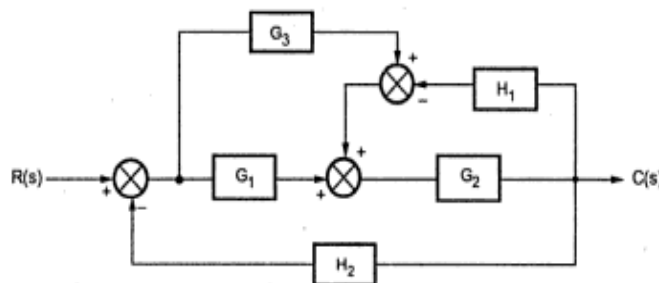 G3
+
−
H1
+
R(s)
+
−
G1
+
G2
C(s)
H2